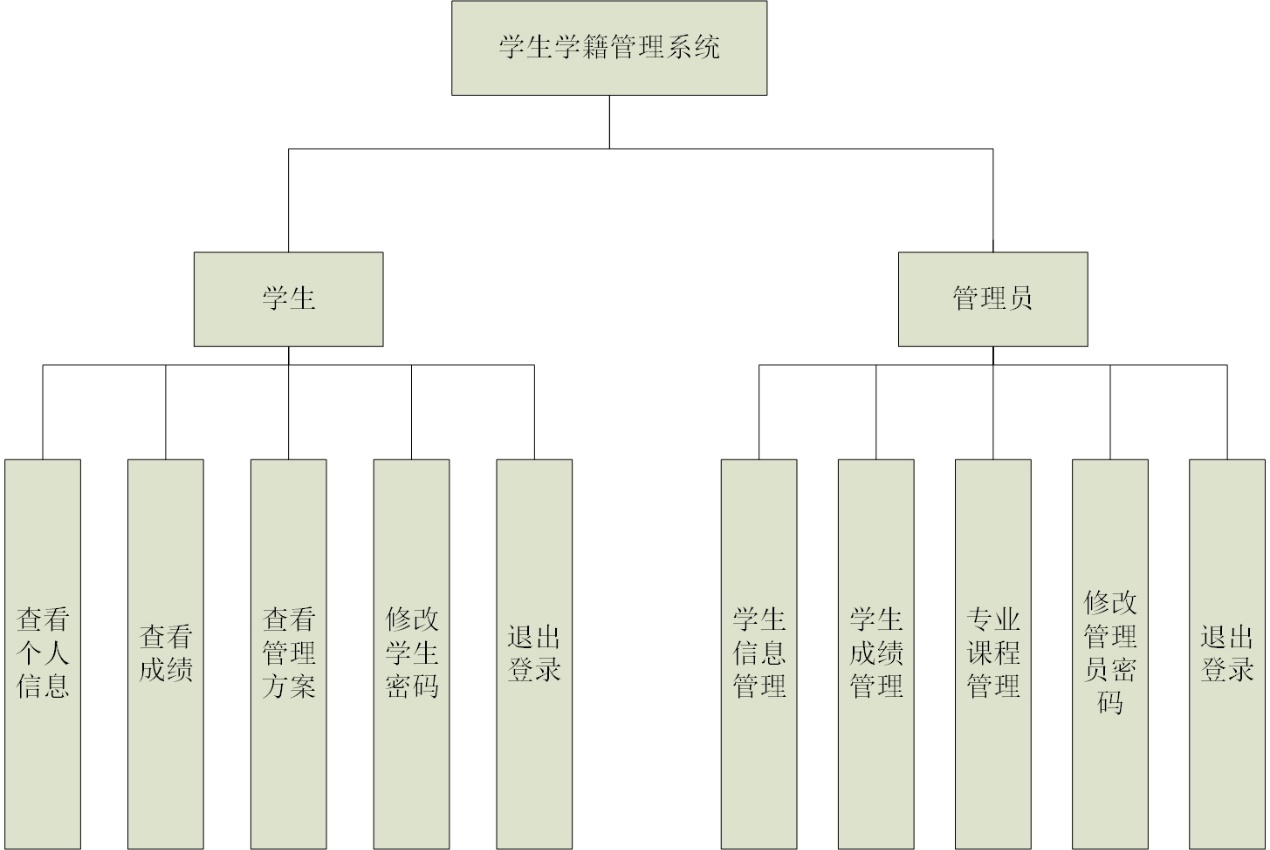 学生学籍管理系统
学生
管理员
查看
个人
信息
查看
成绩
查看
管理
方案
修改
学生
密码
退出
登录
学生
信息
管理
学生
成绩
管理
专业
课程
管理
修改
管理
员密
码
退出
登录